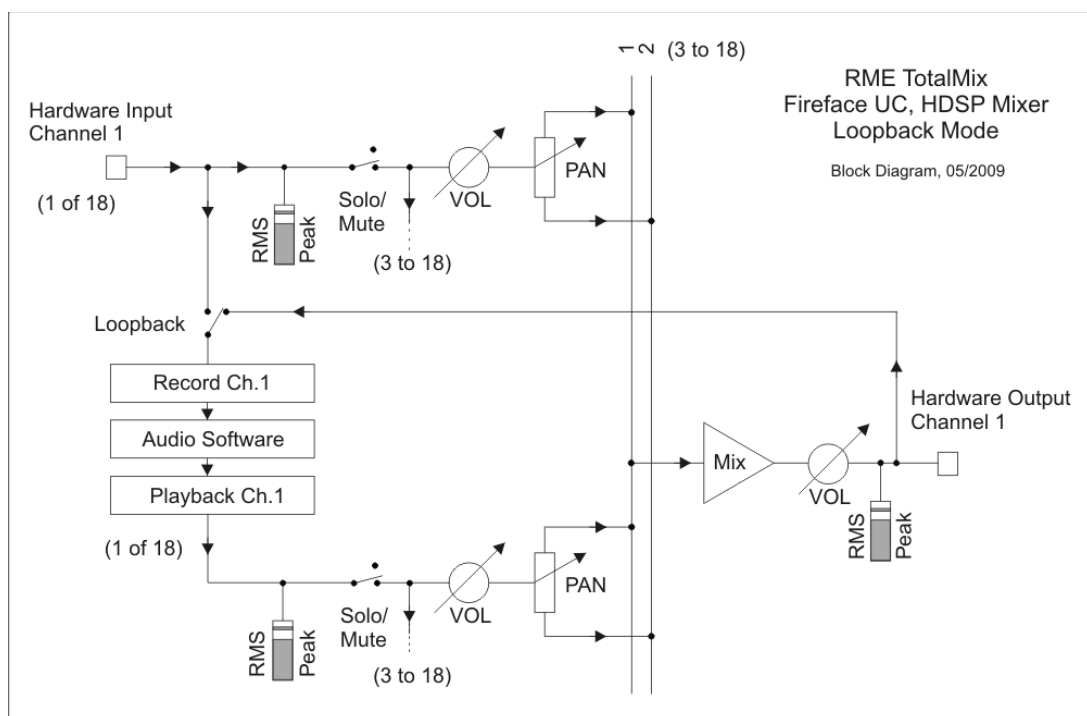 1
2
(3 to 18)
RME TotalMix
Fireface UC, HDSP Mixer
Loopback Mode
Block Diagram, 05/2009
Hardware Input
Channel 1
(1 of 18)
RMS
Peak
Solo/
Mute
(3 to 18)
VOL
PAN
Loopback
Record Ch.1
Audio Software
Playback Ch.1
(1 of 18)
Hardware Output
Channel 1
Mix
VOL
RMS
Peak
RMS
Peak
Solo/
Mute
(3 to 18)
VOL
PAN